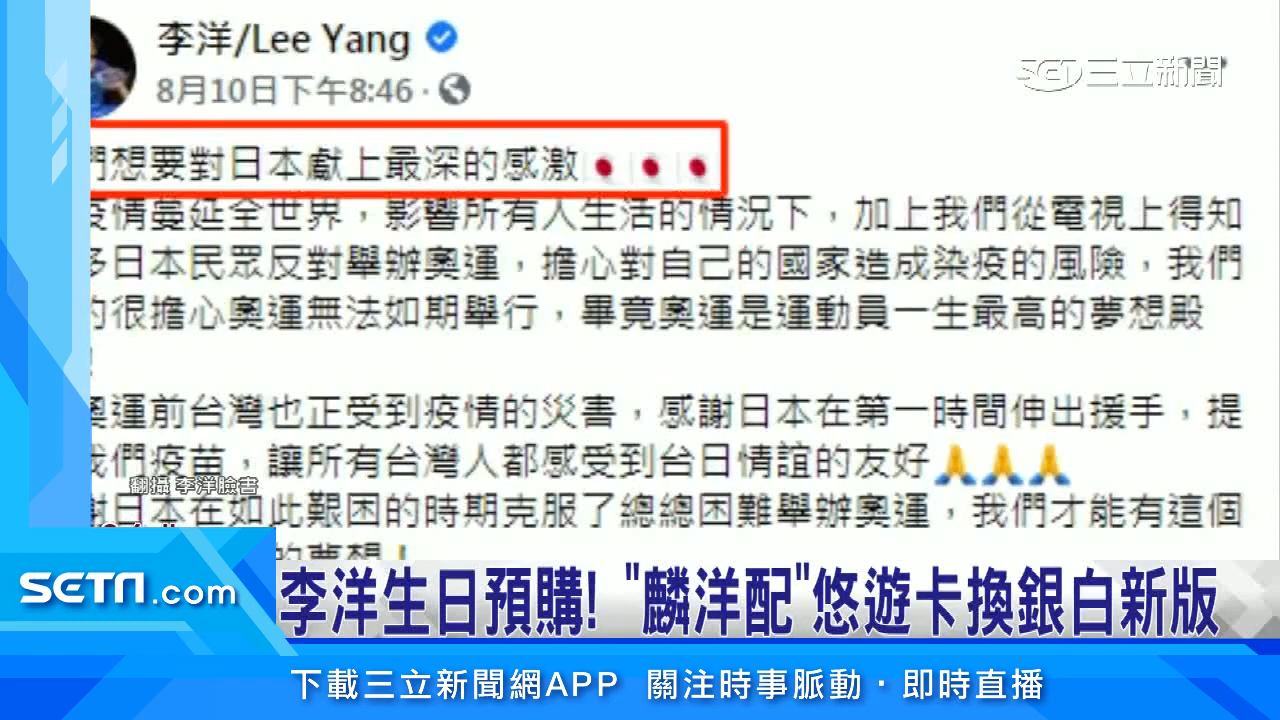 李洋/Lee Yang
8月10日下午8:46
SET三立新聞
們想要對日本獻上最深的感激
疫情蔓延全世界，影響所有人生活的情況下，加上我們從電視上得知
多日本民眾反對舉辦奧運，擔心對自己的國家造成染疫的風險，我們
的很擔心奧運無法如期舉行，畢竟奧運是運動員一生最高的夢想殿
奧運前台灣也正受到疫情的災害，感謝日本在第一時間伸出援手，提
我們疫苗，讓所有台灣人都感受到台日情誼的友好🙏🙏🙏
翻攝 李洋臉書
謝日本在如此艱困的時期克服了總總困難舉辦奧運，我們才能有這個
的夢想！
SETN.com
李洋生日預購! "麟洋配"悠遊卡換銀白新版
下載三立新聞網APP 關注時事脈動·即時直播